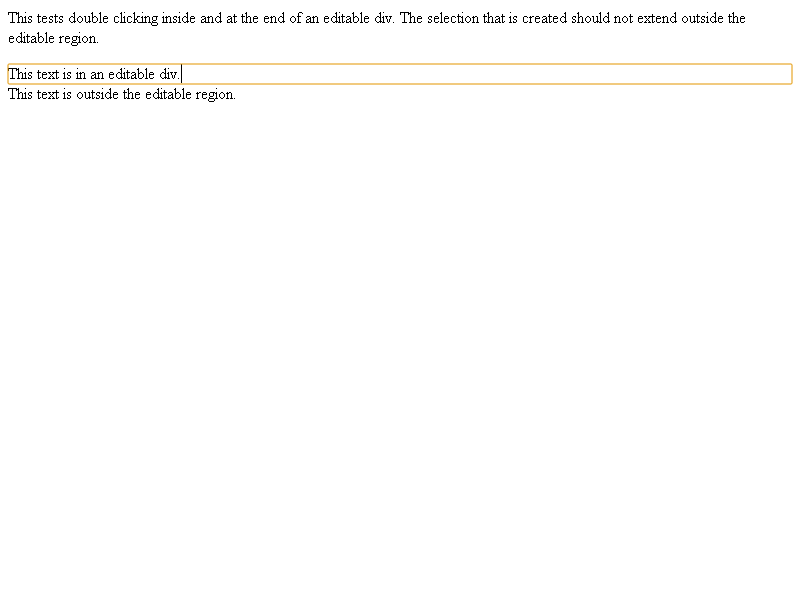 This tests double clicking inside and at the end of an editable div. The selection that is created should not extend outside the
editable region.
This text is in an editable div.
This text is outside the editable region.